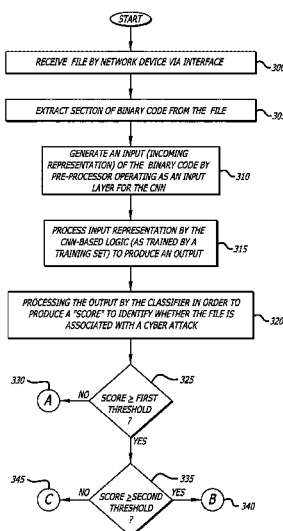 START
RECEIVE FILE BY NETWORK DEVICE VIA INTERFACE
300
EXTRACT SECTION OF BINARY CODE FROM THE FILE
305
GENERATE AN INPUT (INCOMING
REPRESENTATION) OF THE BINARY CODE BY
PRE-PROCESSOR OPERATING AS AN INPUT
LAYER FOR THE CNN
310
PROCESS INPUT REPRESENTATION BY THE
CNN-BASED LOGIC (AS TRAINED BY A
TRAINING SET) TO PRODUCE AN OUTPUT
315
PROCESSING THE OUTPUT BY THE CLASSIFIER IN ORDER TO
PRODUCE A "SCORE" TO IDENTIFY WHETHER THE FILE IS
ASSOCIATED WITH A CYBER ATTACK
320
325
330
A
NO
SCORE ≥ FIRST
THRESHOLD
?
YES
335
345
C
NO
SCORE ≥ SECOND
THRESHOLD
?
YES
B
340